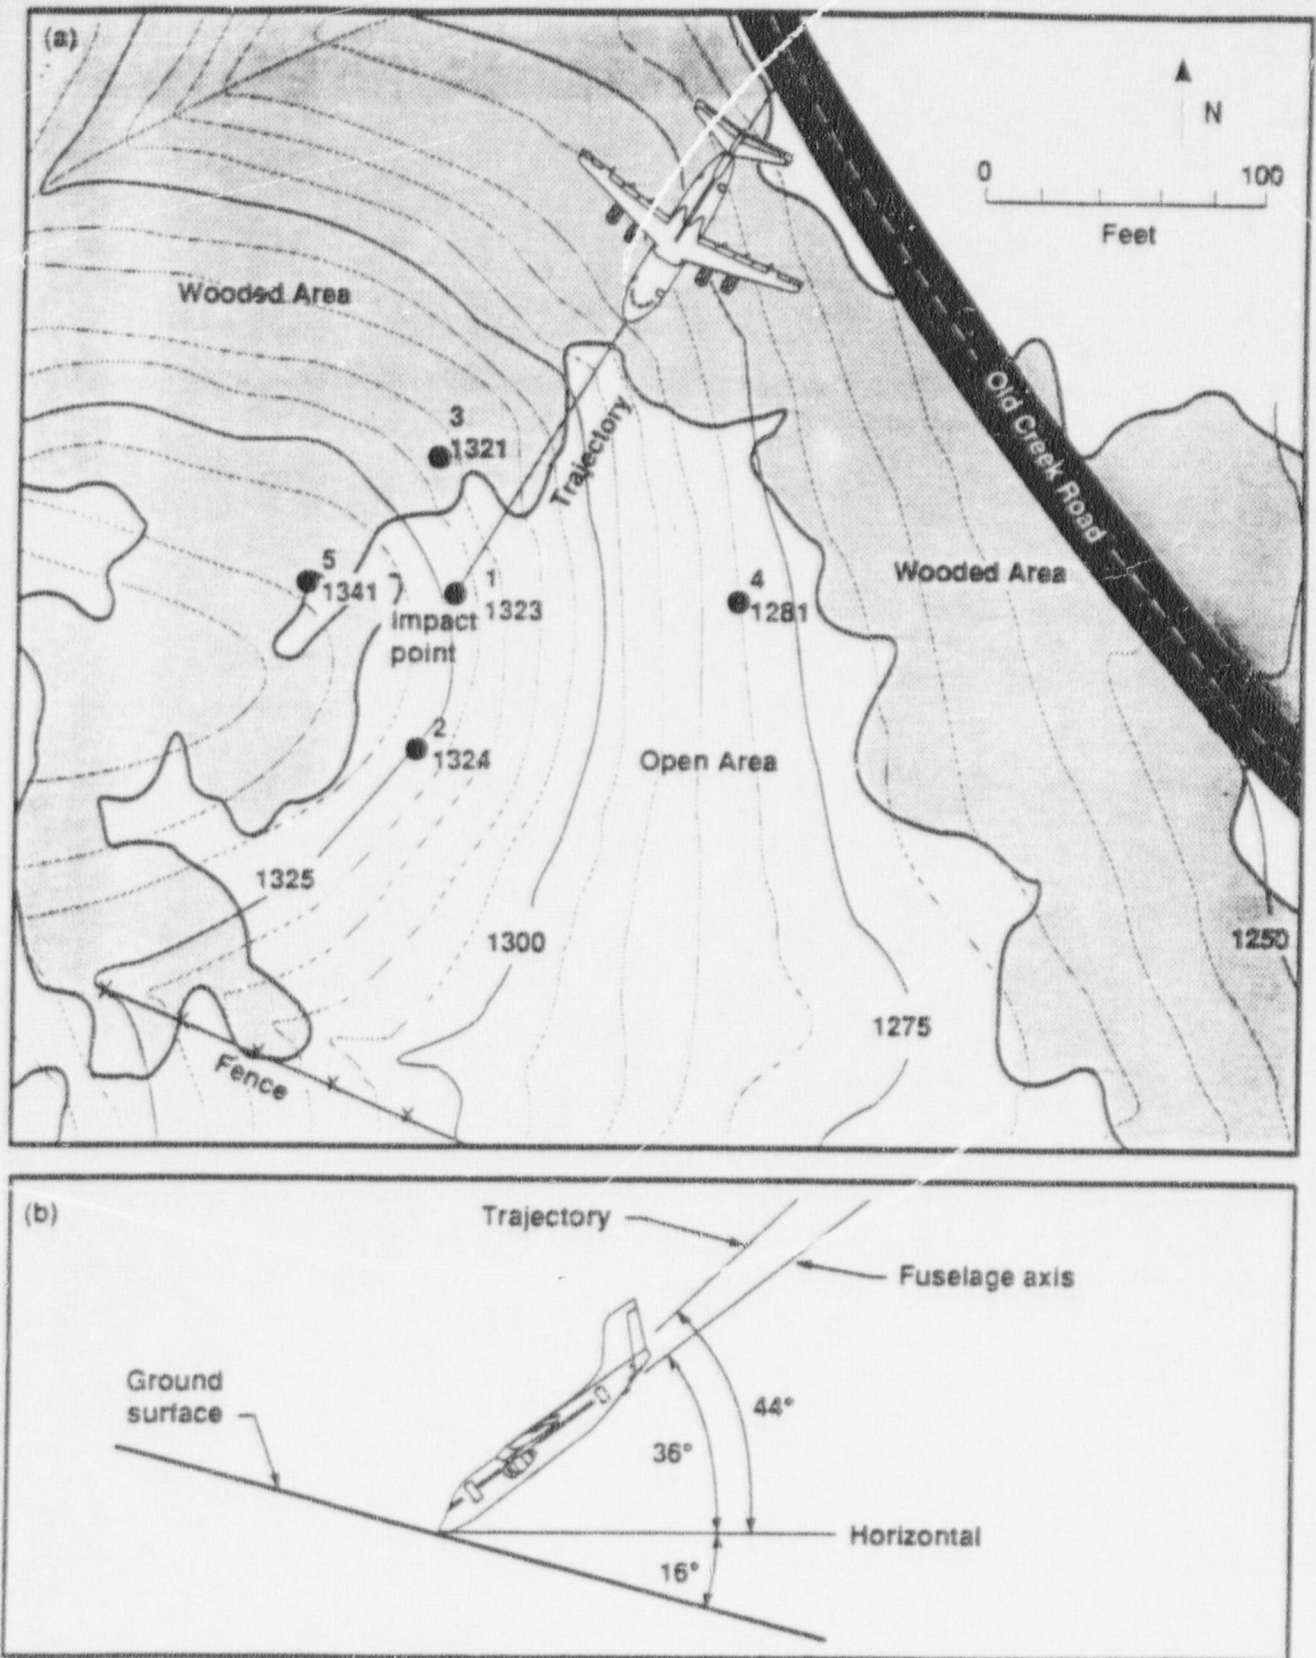 (a)
N
0 100
Feet
Wooded Area
3
1321
Trajectory
Old Creek Road
5
1341
1
1323
Impact
point
4
1281
Wooded Area
2
1324
Open Area
1325
1300
1250
1275
Fence
(b)
Trajectory
Fuselage axis
Ground
surface
44°
36°
Horizontal
16°